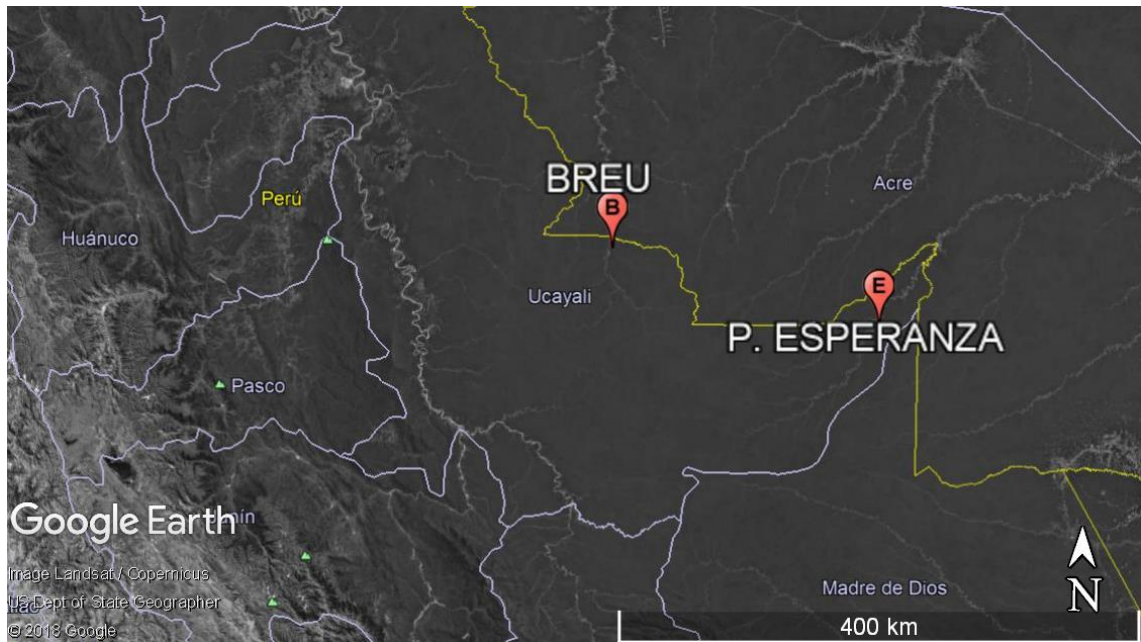 BREU
B
Acre
Perú
Huánuco
Ucayali
E
P. ESPERANZA
Pasco
Google Earth
Image Landsat / Copernicus
US Dept of State Geographer
© 2018 Google
Madre de Dios
N
400 km